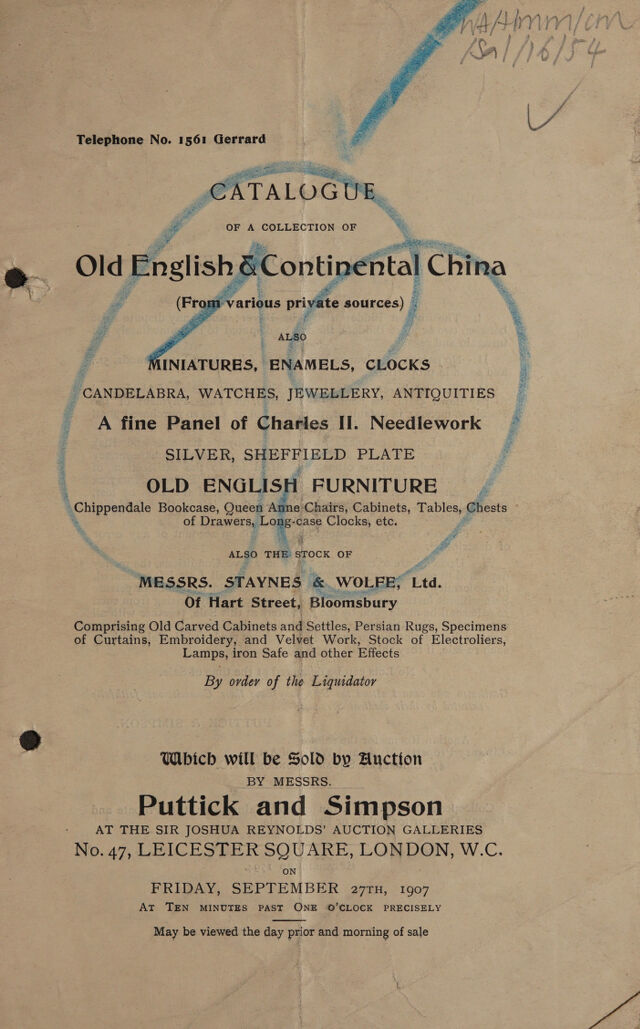 WA/HMM/CM
/Sal/16/54
Telephone No. 1561 Gerrard
CATALOGUE
OF A COLLECTION OF
Old English & Continental China
(From various private sources)
ALSO
MINIATURES, ENAMELS, CLOCKS
CANDELABRA, WATCHES, JEWELLERY, ANTIQUITIES
A fine Panel of Charles II. Needlework
SILVER, SHEFFIELD PLATE
OLD ENGLISH FURNITURE
Chippendale Bookcase, Queen Anne Chairs, Cabinets, Tables, Chests
of Drawers, Long-case Clocks, etc.
ALSO THE STOCK OF
MESSRS. STAYNES & WOLFE, Ltd.
Of Hart Street, Bloomsbury
Comprising Old Carved Cabinets and Settles, Persian Rugs, Specimens
of Curtains, Embroidery, and Velvet Work, Stock of Electroliers,
Lamps, iron Safe and other Effects
By order of the Liquidator
Which will be Sold by Auction
BY MESSRS.
Puttick and Simpson
AT THE SIR JOSHUA REYNOLDS' AUCTION GALLERIES
No. 47, LEICESTER SQUARE, LONDON, W.C.
ON
FRIDAY, SEPTEMBER 27TH, 1907
AT TEN MINUTES PAST ONE O'CLOCK PRECISELY
May be viewed the day prior and morning of sale